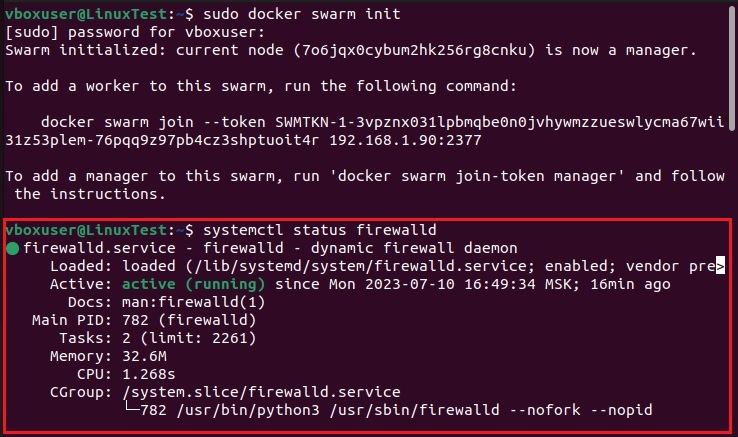 vboxuser@LinuxTest:~$ sudo docker swarm init
[sudo] password for vboxuser:
Swarm initialized: current node (7o6jqx0cybum2hk256rg8cnku) is now a manager.

To add a worker to this swarm, run the following command:

    docker swarm join --token SWMTKN-1-3vpznx031lpbmqbe0n0jvhywmzzueswlycma67wii
31z53plem-76pqq9z97pb4cz3shptuoit4r 192.168.1.90:2377

To add a manager to this swarm, run 'docker swarm join-token manager' and follow
 the instructions.

vboxuser@LinuxTest:~$ systemctl status firewalld
● firewalld.service - firewalld - dynamic firewall daemon
     Loaded: loaded (/lib/systemd/system/firewalld.service; enabled; vendor pre>
     Active: active (running) since Mon 2023-07-10 16:49:34 MSK; 16min ago
       Docs: man:firewalld(1)
   Main PID: 782 (firewalld)
      Tasks: 2 (limit: 2261)
     Memory: 32.6M
        CPU: 1.268s
     CGroup: /system.slice/firewalld.service
             └─782 /usr/bin/python3 /usr/sbin/firewalld --nofork --nopid